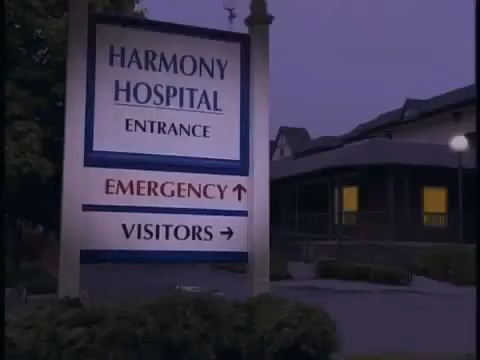 HARMONY
HOSPITAL
ENTRANCE
EMERGENCY ↑
VISITORS →